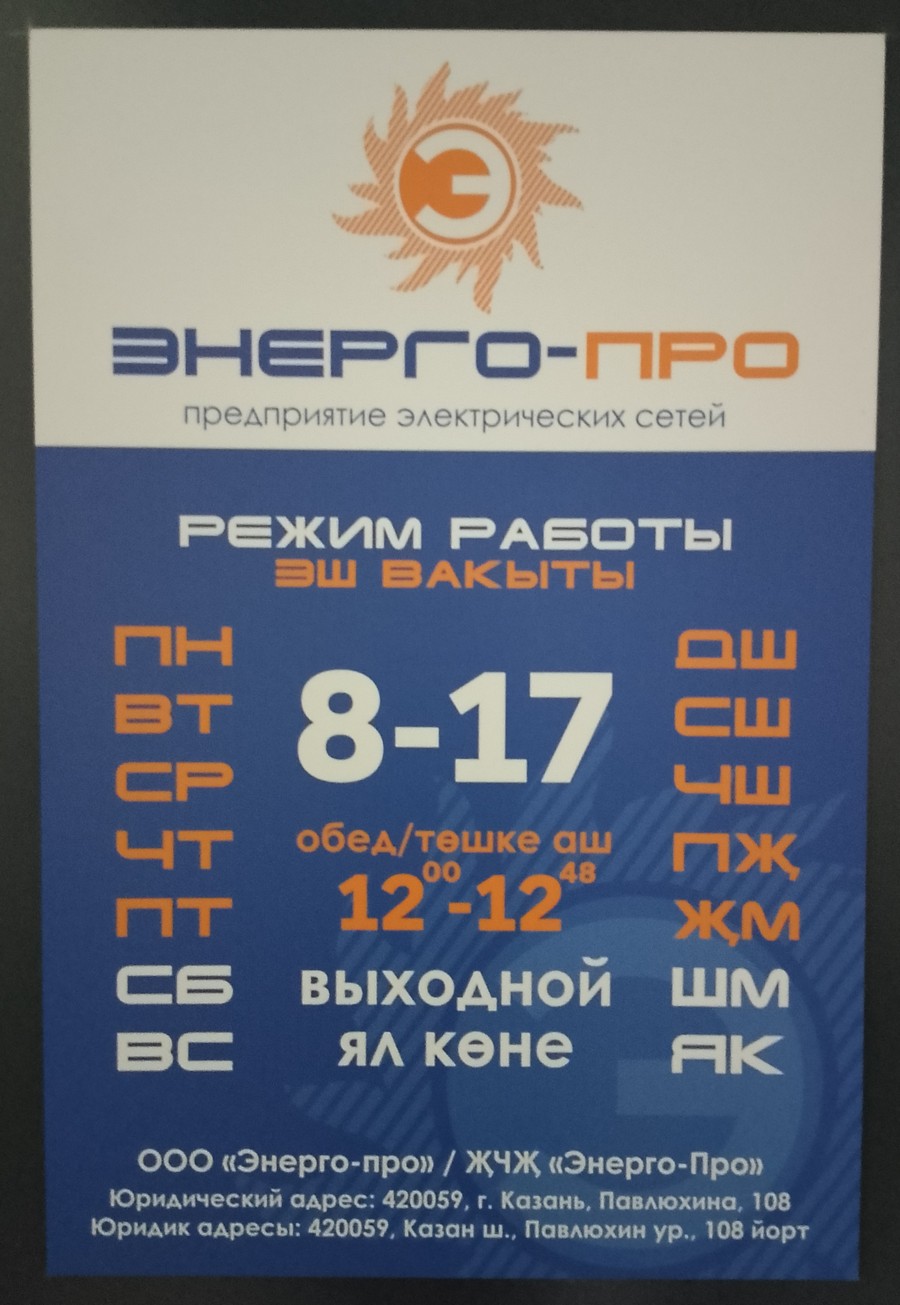 ЭНЕРГО-ПРО
предприятие электрических сетей
РЕЖИМ РАБОТЫ
ЭШ ВАКЫТЫ
ПН
ВТ
СР
ЧТ
ПТ
СБ
ВС
8-17
обед/төшке аш
12⁰⁰-12⁴⁸
выходной
ял көне
ДШ
СШ
ЧШ
ПҖ
ҖМ
ШМ
ЯК
ООО «Энерго-про» / ҖЧҖ «Энерго-Про»
Юридический адрес: 420059, г. Казань, Павлюхина, 108
Юридик адресы: 420059, Казан ш., Павлюхин ур., 108 йорт